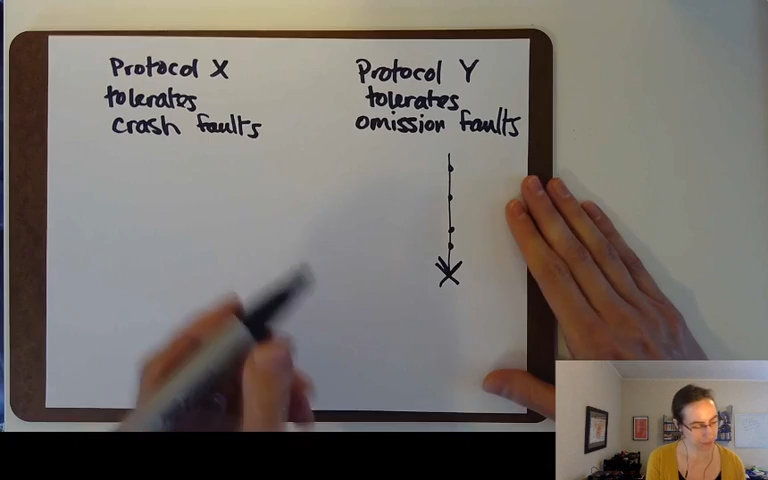 Protocol X
tolerates
crash faults
Protocol Y
tolerates
omission faults